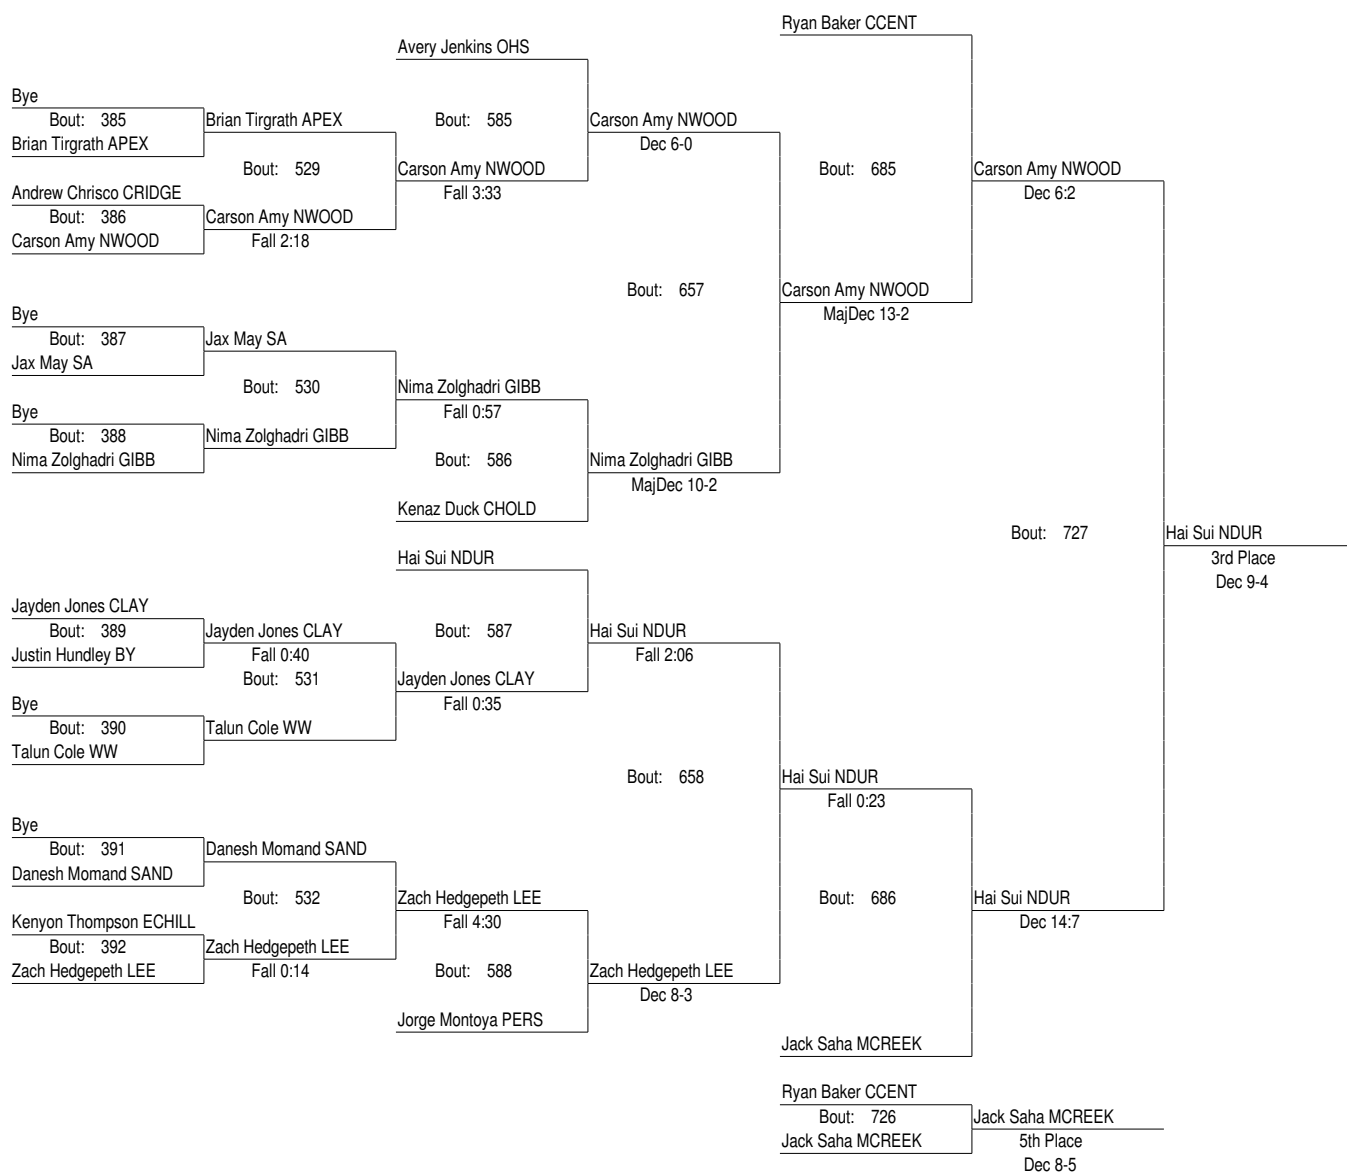 Ryan Baker CCENT
Avery Jenkins OHS
Bye
Bout: 385
Brian Tirgrath APEX
Brian Tirgrath APEX
Bout: 585
Carson Amy NWOOD
Dec 6-0
Bout: 529
Carson Amy NWOOD
Fall 3:33
Bout: 685
Carson Amy NWOOD
Dec 6:2
Andrew Chrisco CRIDGE
Bout: 386
Carson Amy NWOOD
Carson Amy NWOOD
Fall 2:18
Bout: 657
Carson Amy NWOOD
MajDec 13-2
Bye
Bout: 387
Jax May SA
Jax May SA
Bout: 530
Nima Zolghadri GIBB
Fall 0:57
Bye
Bout: 388
Nima Zolghadri GIBB
Nima Zolghadri GIBB
Bout: 586
Nima Zolghadri GIBB
MajDec 10-2
Kenaz Duck CHOLD
Bout: 727
Hai Sui NDUR
3rd Place
Dec 9-4
Hai Sui NDUR
Jayden Jones CLAY
Bout: 389
Justin Hundley BY
Jayden Jones CLAY
Fall 0:40
Bout: 587
Hai Sui NDUR
Fall 2:06
Bout: 531
Jayden Jones CLAY
Fall 0:35
Bye
Bout: 390
Talun Cole WW
Talun Cole WW
Bout: 658
Hai Sui NDUR
Fall 0:23
Bye
Bout: 391
Danesh Momand SAND
Danesh Momand SAND
Bout: 532
Zach Hedgepeth LEE
Fall 4:30
Bout: 686
Hai Sui NDUR
Dec 14:7
Kenyon Thompson ECHILL
Bout: 392
Zach Hedgepeth LEE
Zach Hedgepeth LEE
Fall 0:14
Bout: 588
Zach Hedgepeth LEE
Dec 8-3
Jorge Montoya PERS
Jack Saha MCREEK
Ryan Baker CCENT
Bout: 726
Jack Saha MCREEK
Jack Saha MCREEK
5th Place
Dec 8-5